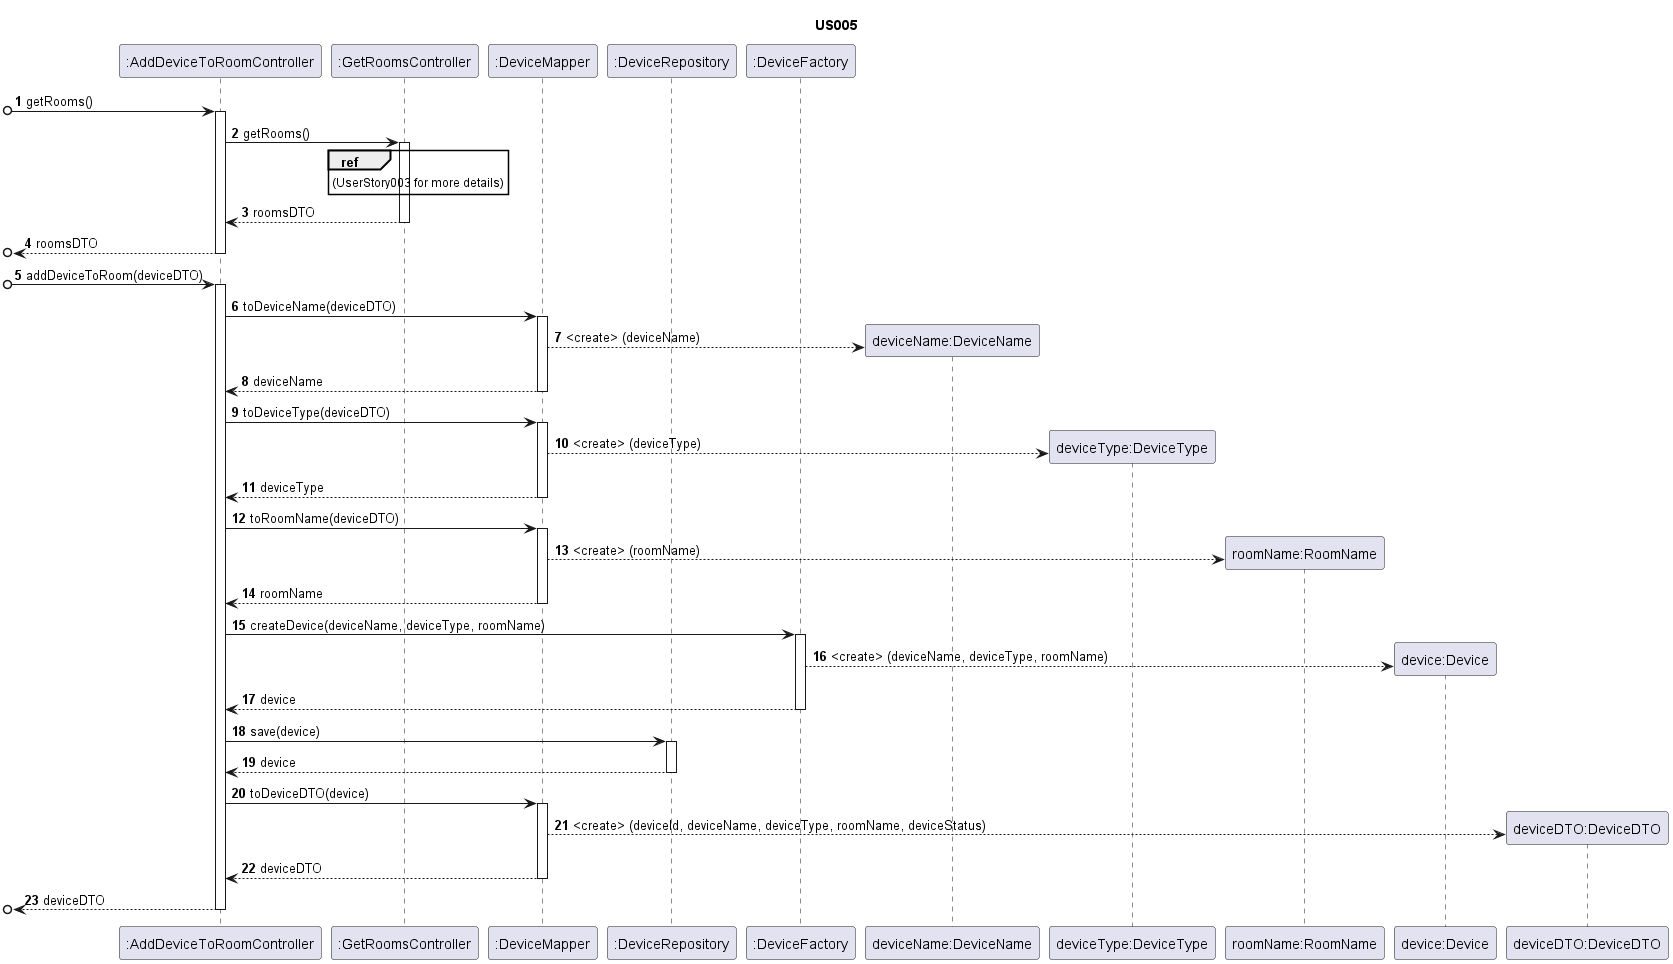 US005
:AddDeviceToRoomController :GetRoomsController :DeviceMapper :DeviceRepository :DeviceFactory
1 getRooms()
2 getRooms()
ref
(UserStory003 for more details)
3 roomsDTO
4 roomsDTO
5 addDeviceToRoom(deviceDTO)
6 toDeviceName(deviceDTO)
7 <create> (deviceName)
deviceName:DeviceName
8 deviceName
9 toDeviceType(deviceDTO)
10 <create> (deviceType)
deviceType:DeviceType
11 deviceType
12 toRoomName(deviceDTO)
13 <create> (roomName)
roomName:RoomName
14 roomName
15 createDevice(deviceName, deviceType, roomName)
16 <create> (deviceName, deviceType, roomName)
device:Device
17 device
18 save(device)
19 device
20 toDeviceDTO(device)
21 <create> (deviceId, deviceName, deviceType, roomName, deviceStatus)
deviceDTO:DeviceDTO
22 deviceDTO
23 deviceDTO
:AddDeviceToRoomController :GetRoomsController :DeviceMapper :DeviceRepository :DeviceFactory deviceName:DeviceName deviceType:DeviceType roomName:RoomName device:Device deviceDTO:DeviceDTO